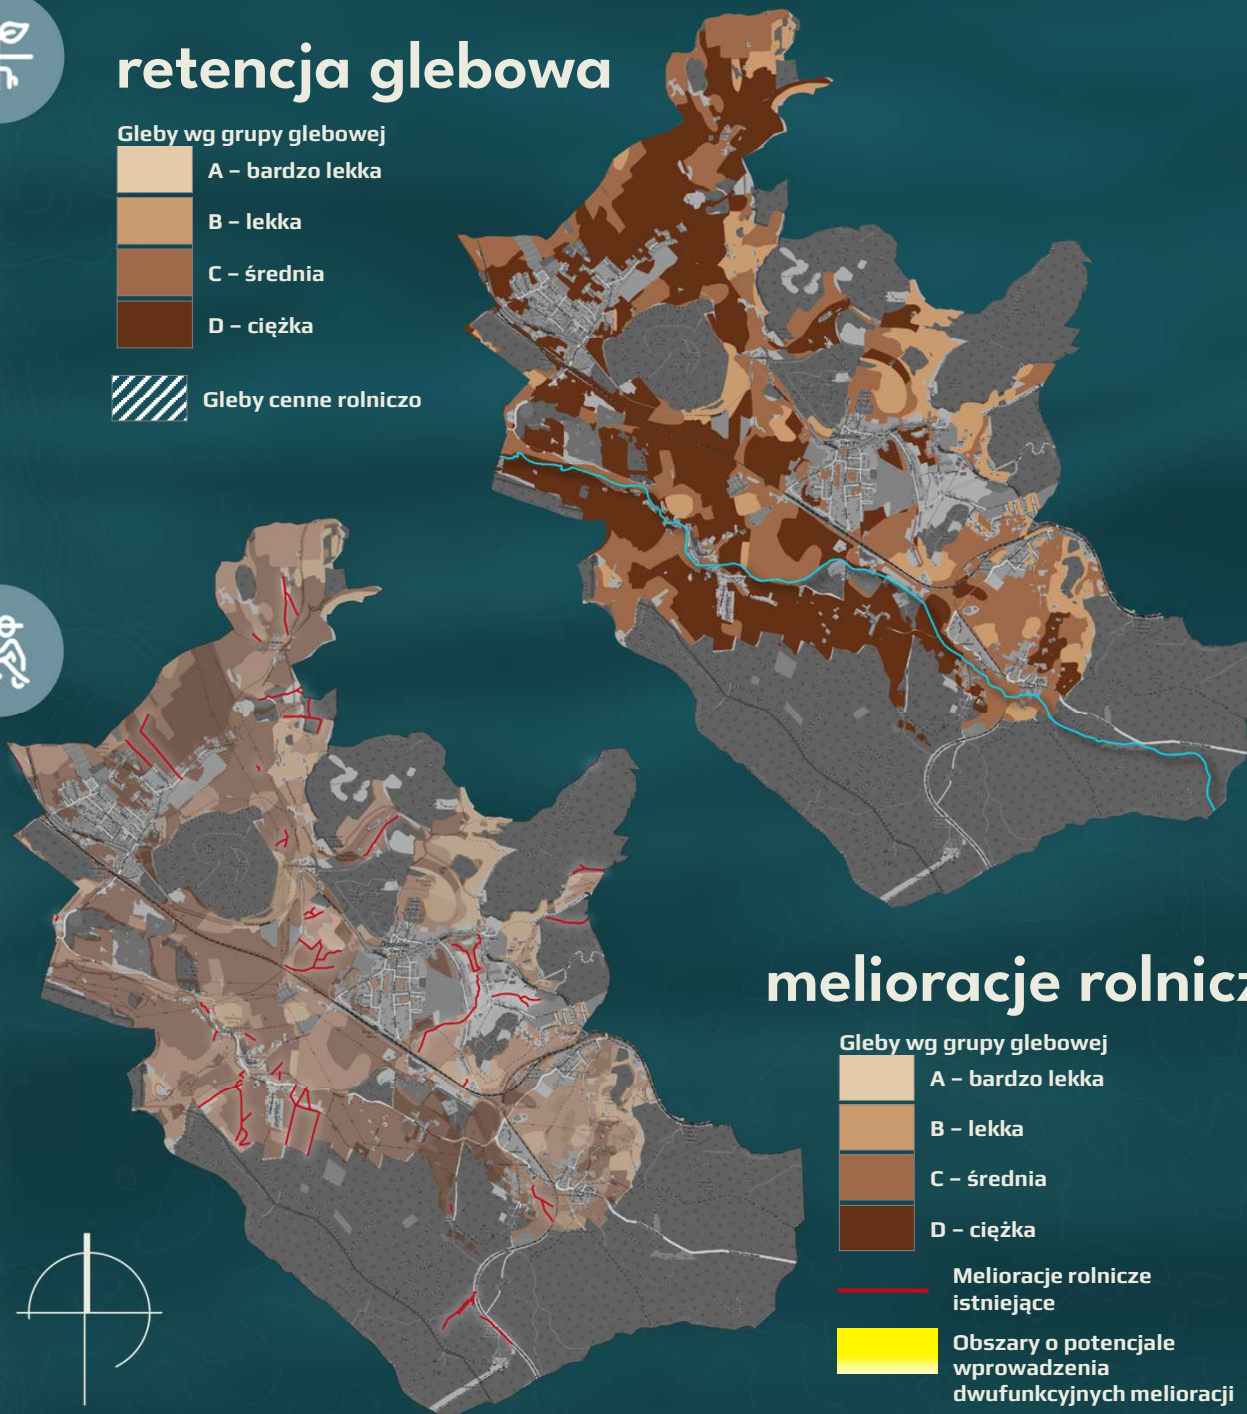 retencja glebowa
Gleby wg grupy glebowej
A – bardzo lekka
B – lekka
C – średnia
D – ciężka
Gleby cenne rolniczo
melioracje rolnicz
Gleby wg grupy glebowej
A – bardzo lekka
B – lekka
C – średnia
D – ciężka
Melioracje rolnicze
istniejące
Obszary o potencjale
wprowadzenia
dwufunkcyjnych melioracji